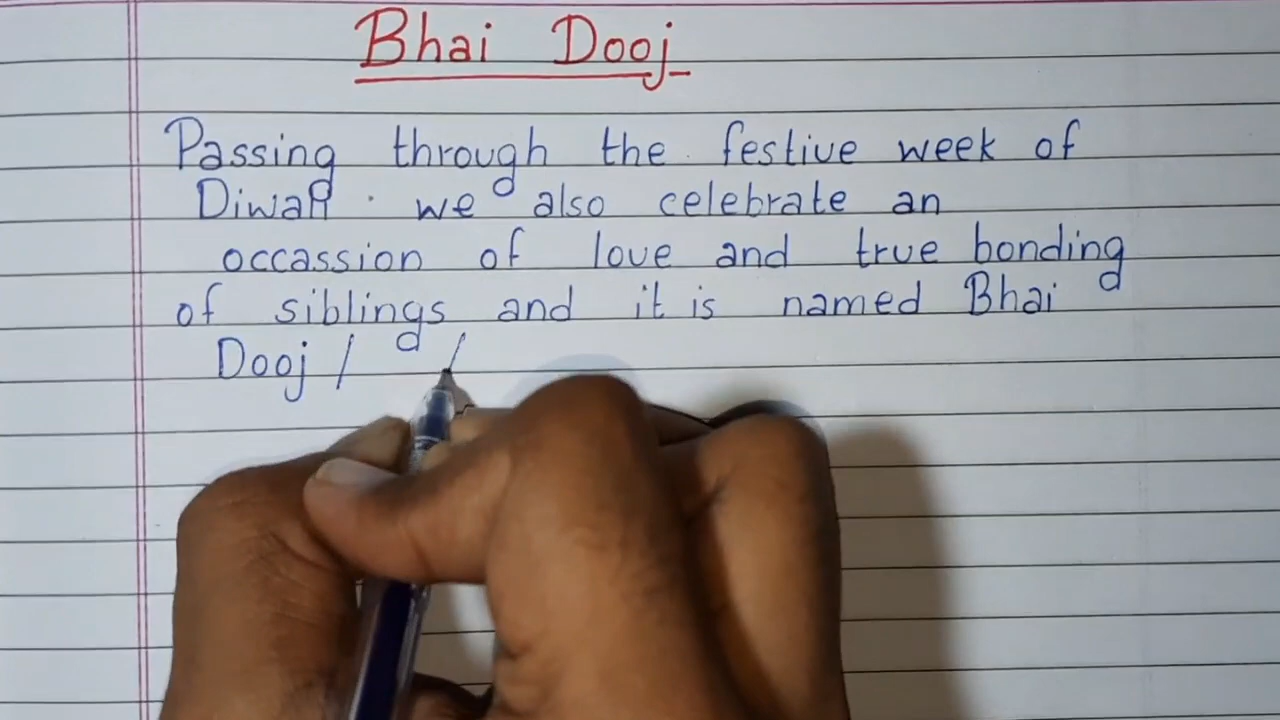 Bhai Dooj
Passing through the festive week of
Diwali. we also celebrate an
occassion of love and true bonding
of siblings and it is named Bhai
Dooj /